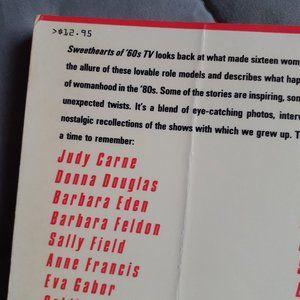 >$12.95
Sweethearts of '60s TV looks back at what made sixteen wom
the allure of these lovable role models and describes what hap
of womanhood in the '80s. Some of the stories are inspiring, son
unexpected twists. It's a blend of eye-catching photos, interv
nostalgic recollections of the shows with which we grew up. T
a time to remember:
Judy Carne
Donna Douglas
Barbara Eden
Barbara Feldon
Sally Field
Anne Francis
Eva Gabor